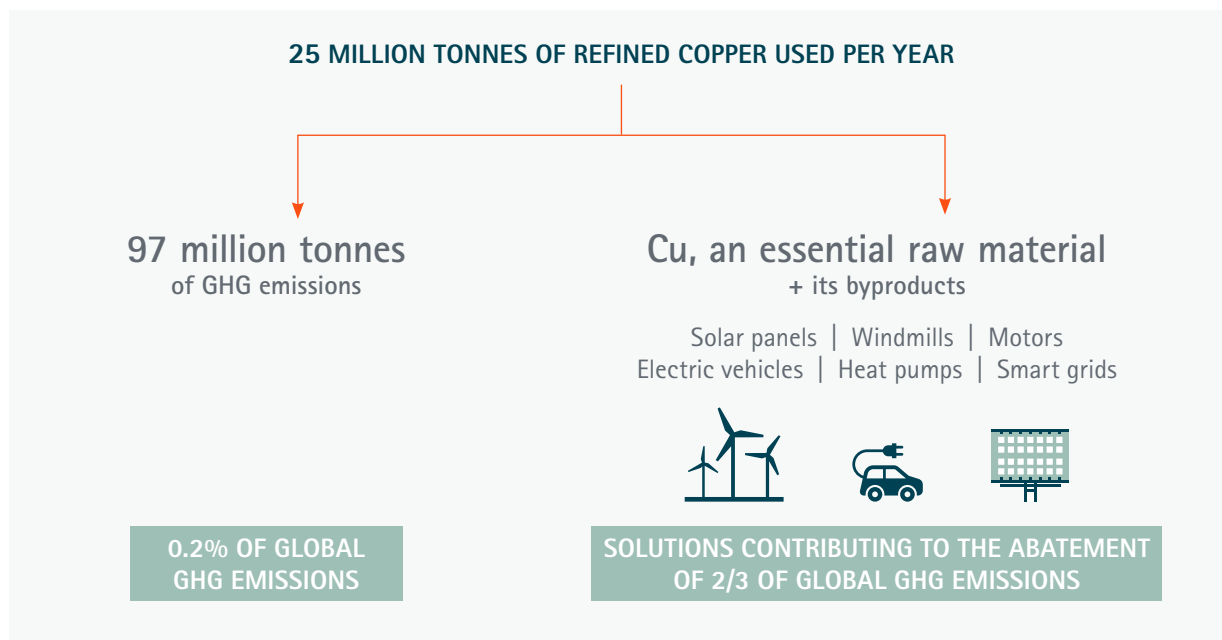 25 MILLION TONNES OF REFINED COPPER USED PER YEAR
97 million tonnes
of GHG emissions
0.2% OF GLOBAL
GHG EMISSIONS
Cu, an essential raw material
+ its byproducts
Solar panels | Windmills | Motors
Electric vehicles | Heat pumps | Smart grids
SOLUTIONS CONTRIBUTING TO THE ABATEMENT
OF 2/3 OF GLOBAL GHG EMISSIONS